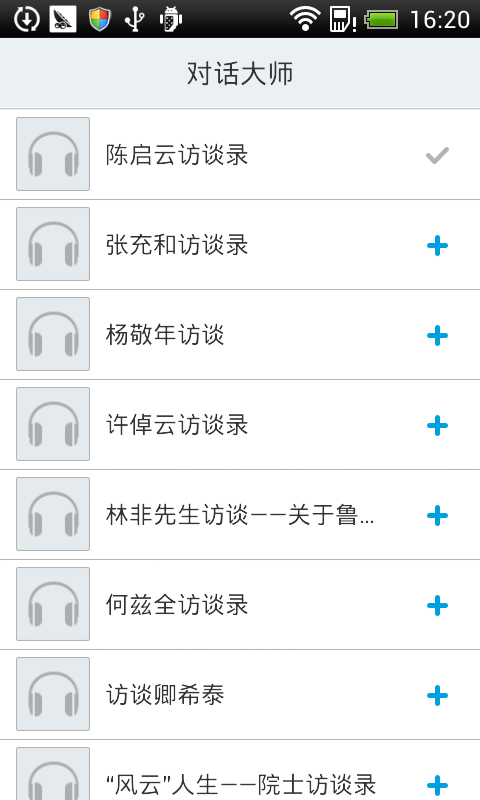 16:20
对话大师
陈启云访谈录
张充和访谈录
杨敬年访谈
许倬云访谈录
林非先生访谈——关于鲁...
何兹全访谈录
访谈卿希泰
“风云”人生——院士访谈录